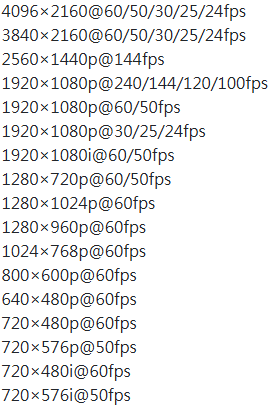 4096×2160@60/50/30/25/24fps
3840×2160@60/50/30/25/24fps
2560×1440p@144fps
1920×1080p@240/144/120/100fps
1920×1080p@60/50fps
1920×1080p@30/25/24fps
1920×1080i@60/50fps
1280×720p@60/50fps
1280×1024p@60fps
1280×960p@60fps
1024×768p@60fps
800×600p@60fps
640×480p@60fps
720×480p@60fps
720×576p@50fps
720×480i@60fps
720×576i@50fps